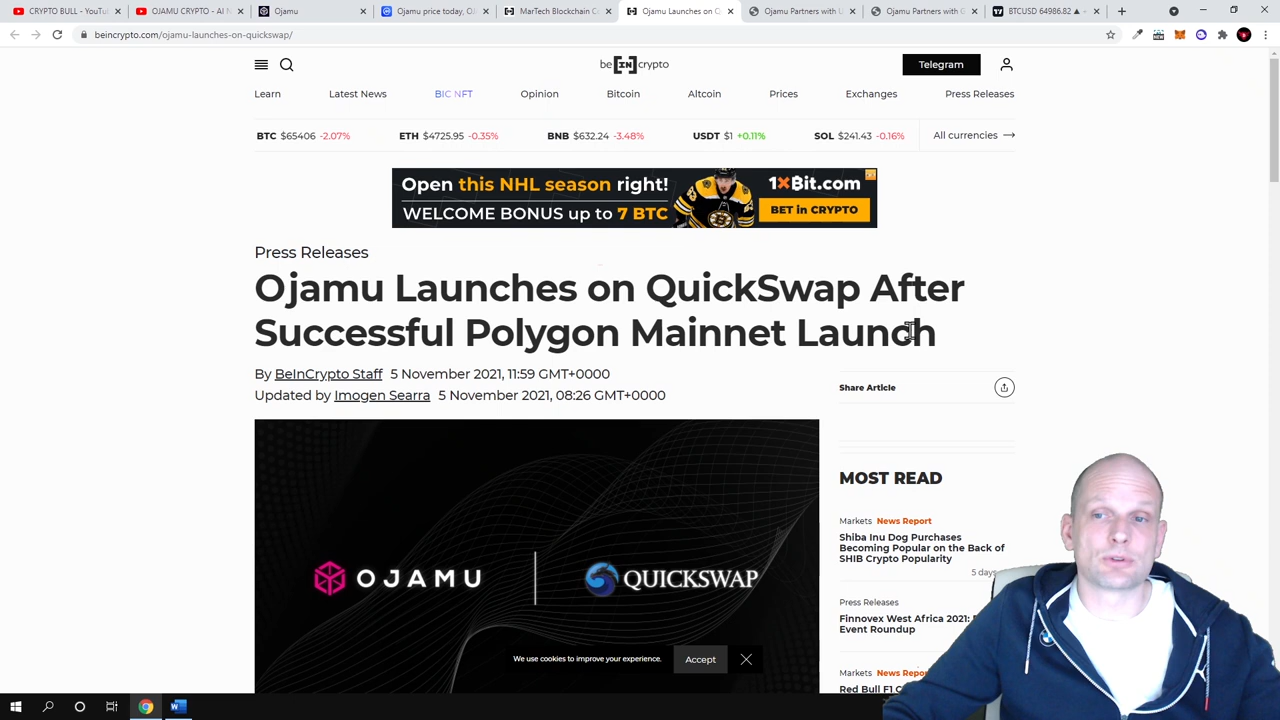 CRYPTO BULL - YouTu
OJAMU CRYPTO - AI M
Ojamu
Ojamu price today, OJ
MarTech Blockchain Co
Ojamu Launches on Q
Ojamu Partners with U
Ojamu Partners with G
BTCUSD 64986.82
beincrypto.com/ojamu-launches-on-quickswap/
be[IN]crypto
Telegram
Learn
Latest News
BIC NFT
Opinion
Bitcoin
Altcoin
Prices
Exchanges
Press Releases
BTC $65406 -2.07%
ETH $4725.95 -0.35%
BNB $632.24 -3.48%
USDT $1 +0.11%
SOL $241.43 -0.16%
All currencies
Open this NHL season right!
WELCOME BONUS up to 7 BTC
1XBit.com
BET in CRYPTO
Press Releases
Ojamu Launches on QuickSwap After
Successful Polygon Mainnet Launch
By BeInCrypto Staff 5 November 2021, 11:59 GMT+0000
Updated by Imogen Searra 5 November 2021, 08:26 GMT+0000
Share Article
OJAMU
QUICKSWAP
We use cookies to improve your experience.
Accept
MOST READ
Markets News Report
Shiba Inu Dog Purchases
Becoming Popular on the Back of
SHIB Crypto Popularity
5 days
Press Releases
Finnovex West Africa 2021:
Event Roundup
Markets News Repo
Red Bull F1